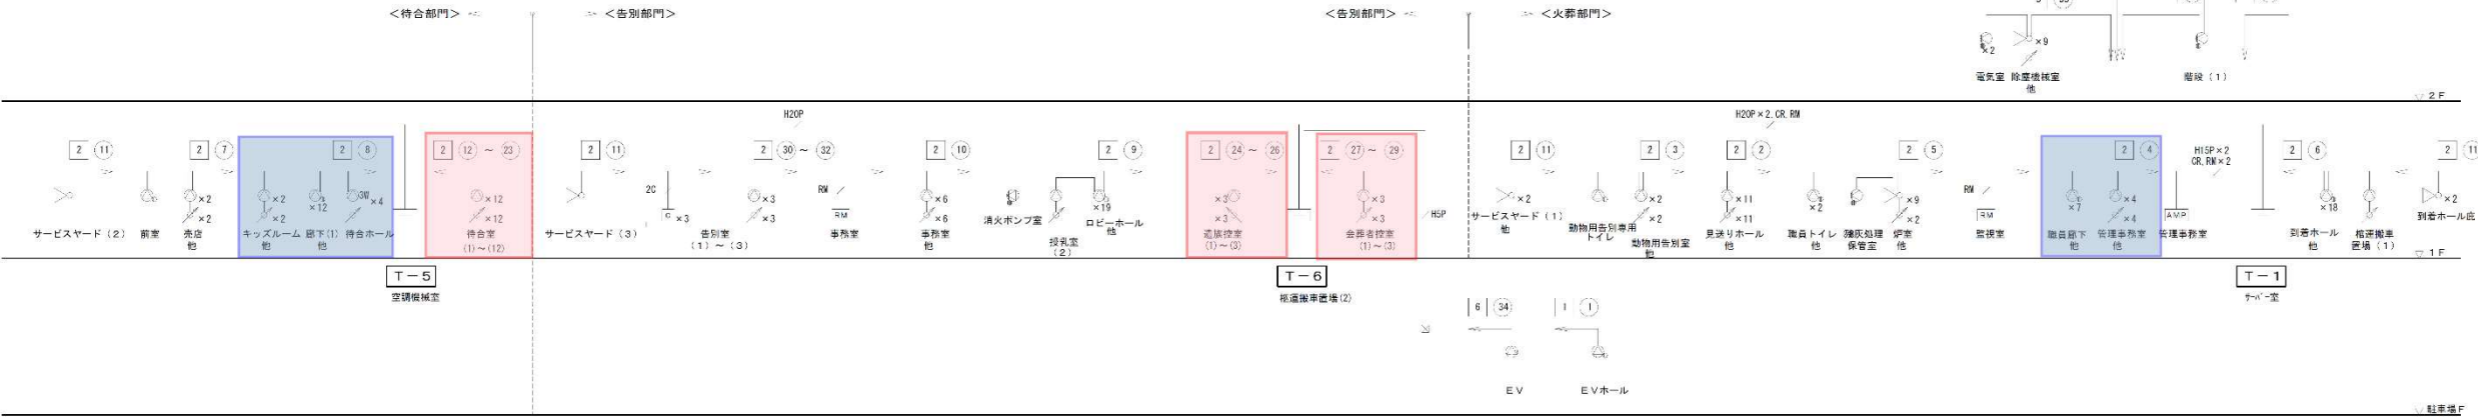 <待合部門>
<告別部門>
<告別部門>
<火葬部門>
×2
×9
電気室
除塵機械室
他
階段（1）
2F
H20P
H20P×2.CR.RM
2 11
2 7
2 8
2 12 ～ 23
2 11
2 30 ～ 32
2 10
2 9
2 24 ～ 26
2 27 ～ 29
2 11
2 3
2 2
2 5
2 4
H15P×2
CR.RM×2
2 6
2 11
×2
×2
×2
×2
×12
3W
×4
×12
×12
2C
C ×3
×3
×3
RM
RM
×6
×6
×19
×3
×3
×3
×3
H5P
×2
×2
×2
×11
×11
×2
×9
×2
RM
RM
×7
×4
×4
AMP
×18
×2
サービスヤード（2）
前室
売店
他
キッズルーム
他
廊下(1)
待合ホール
他
待合室
(1)～(12)
サービスヤード（3）
告別室
（1）～（3）
事務室
事務室
他
消火ポンプ室
授乳室
（2）
ロビーホール
他
遺族控室
(1)～(3)
会葬者控室
(1)～(3)
サービスヤード（1）
他
動物用告別専用
トイレ
動物用告別室
他
見送りホール
他
職員トイレ
他
残灰処理
保管室
炉室
他
監視室
職員廊下
他
管理事務室
他
管理事務室
到着ホール
他
棺運搬車
置場（1）
到着ホール庇
1F
T－5
空調機械室
T－6
柩運搬車置場(2)
T－1
サーバー室
6 34
1 1
EV
EVホール
駐車場F